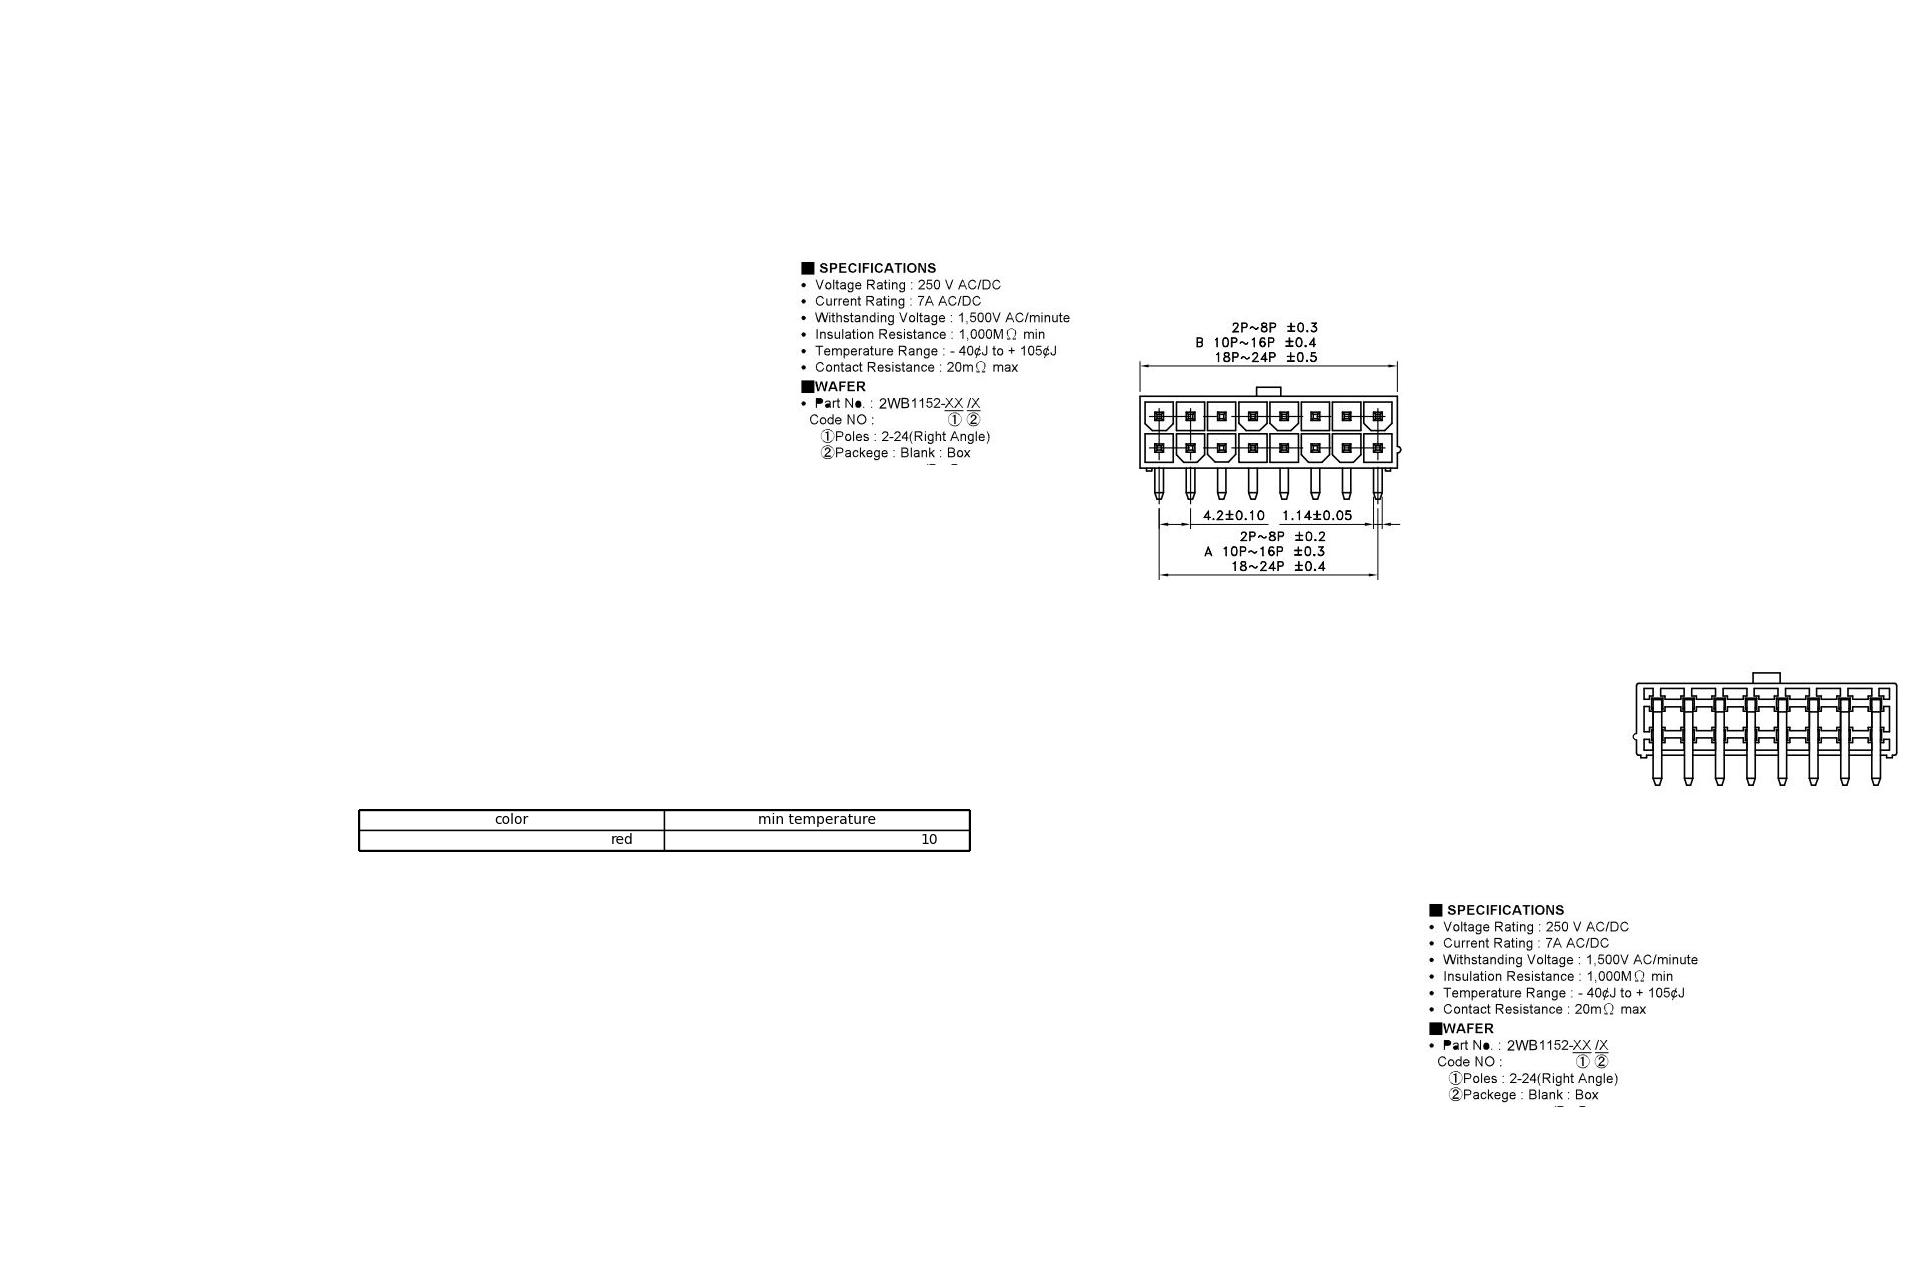 ■ SPECIFICATIONS
• Voltage Rating : 250 V AC/DC
• Current Rating : 7A AC/DC
• Withstanding Voltage : 1,500V AC/minute
• Insulation Resistance : 1,000MΩ min
• Temperature Range : - 40¢J to + 105¢J
• Contact Resistance : 20mΩ max
■WAFER
• Part No. : 2WB1152-XX /X
Code NO : ① ②
①Poles : 2-24(Right Angle)
②Packege : Blank : Box
2P~8P ±0.3
B 10P~16P ±0.4
18P~24P ±0.5
4.2±0.10 1.14±0.05
2P~8P ±0.2
A 10P~16P ±0.3
18~24P ±0.4
color min temperature
red 10
■ SPECIFICATIONS
• Voltage Rating : 250 V AC/DC
• Current Rating : 7A AC/DC
• Withstanding Voltage : 1,500V AC/minute
• Insulation Resistance : 1,000MΩ min
• Temperature Range : - 40¢J to + 105¢J
• Contact Resistance : 20mΩ max
■WAFER
• Part No. : 2WB1152-XX /X
Code NO : ① ②
①Poles : 2-24(Right Angle)
②Packege : Blank : Box